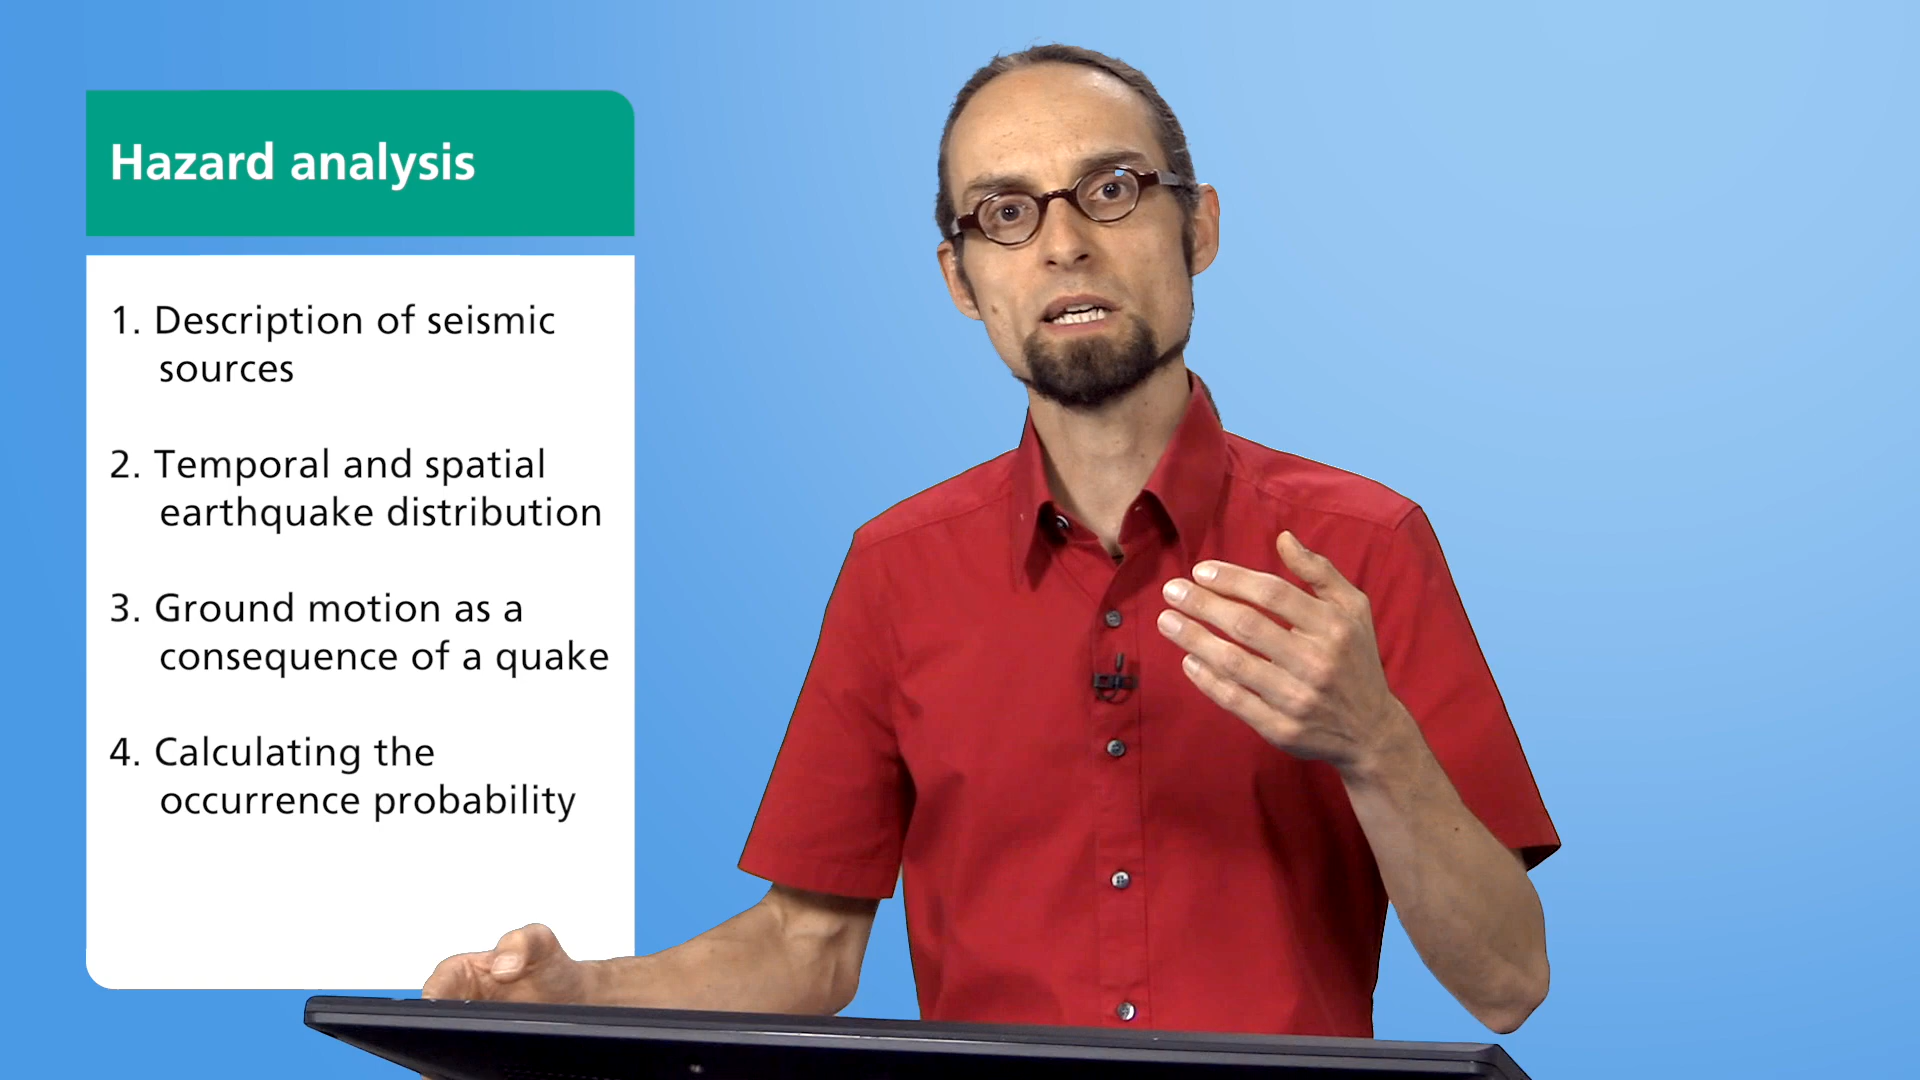 Hazard analysis
1. Description of seismic
sources
2. Temporal and spatial
earthquake distribution
3. Ground motion as a
consequence of a quake
4. Calculating the
occurrence probability